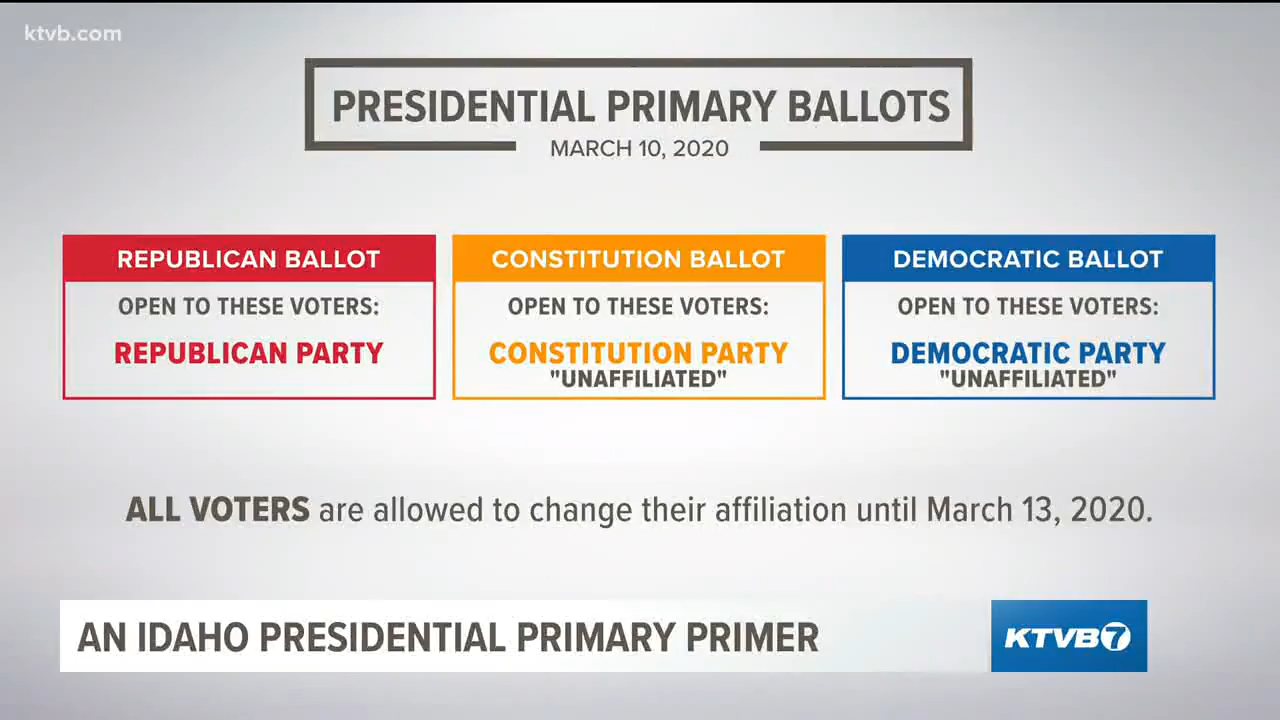 ktvb.com
PRESIDENTIAL PRIMARY BALLOTS
MARCH 10, 2020
REPUBLICAN BALLOT
OPEN TO THESE VOTERS:
REPUBLICAN PARTY
CONSTITUTION BALLOT
OPEN TO THESE VOTERS:
CONSTITUTION PARTY
"UNAFFILIATED"
DEMOCRATIC BALLOT
OPEN TO THESE VOTERS:
DEMOCRATIC PARTY
"UNAFFILIATED"
ALL VOTERS are allowed to change their affiliation until March 13, 2020.
AN IDAHO PRESIDENTIAL PRIMARY PRIMER
KTVB7